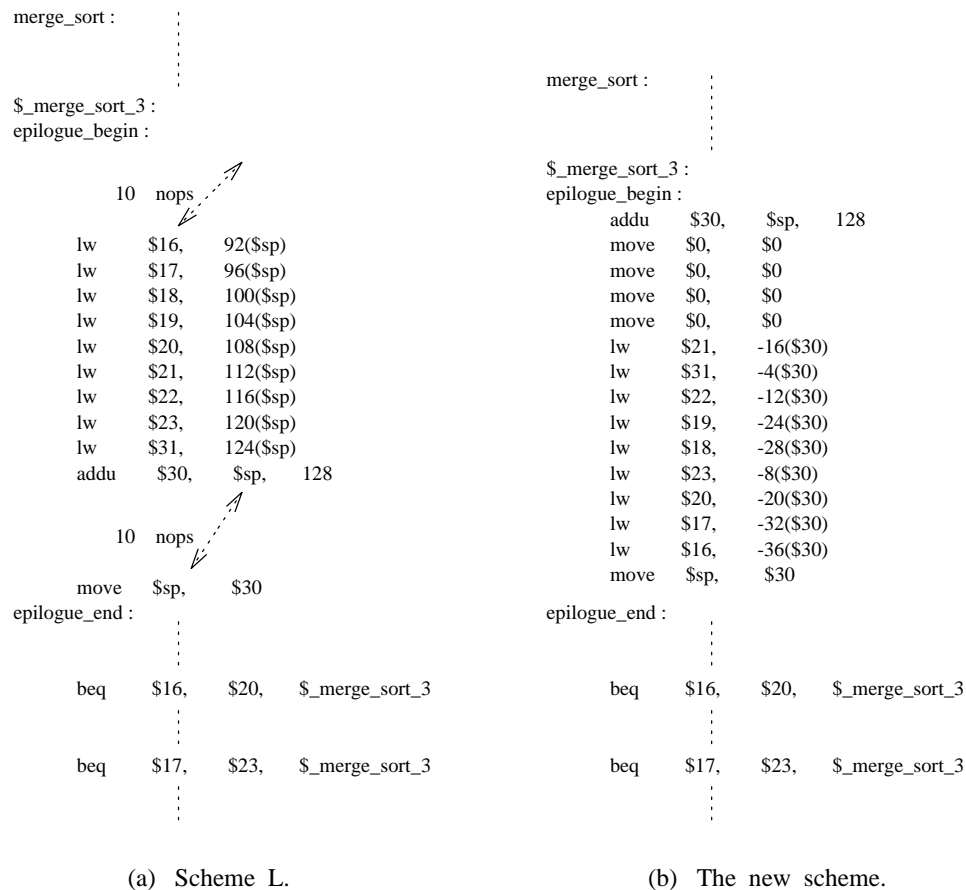 merge_sort :
$_merge_sort_3 :
epilogue_begin :
10 nops
lw $16, 92($sp)
lw $17, 96($sp)
lw $18, 100($sp)
lw $19, 104($sp)
lw $20, 108($sp)
lw $21, 112($sp)
lw $22, 116($sp)
lw $23, 120($sp)
lw $31, 124($sp)
addu $30, $sp, 128
10 nops
move $sp, $30
epilogue_end :
beq $16, $20, $_merge_sort_3
beq $17, $23, $_merge_sort_3
(a) Scheme L.
merge_sort :
$_merge_sort_3 :
epilogue_begin :
addu $30, $sp, 128
move $0, $0
move $0, $0
move $0, $0
move $0, $0
lw $21, -16($30)
lw $31, -4($30)
lw $22, -12($30)
lw $19, -24($30)
lw $18, -28($30)
lw $23, -8($30)
lw $20, -20($30)
lw $17, -32($30)
lw $16, -36($30)
move $sp, $30
epilogue_end :
beq $16, $20, $_merge_sort_3
beq $17, $23, $_merge_sort_3
(b) The new scheme.